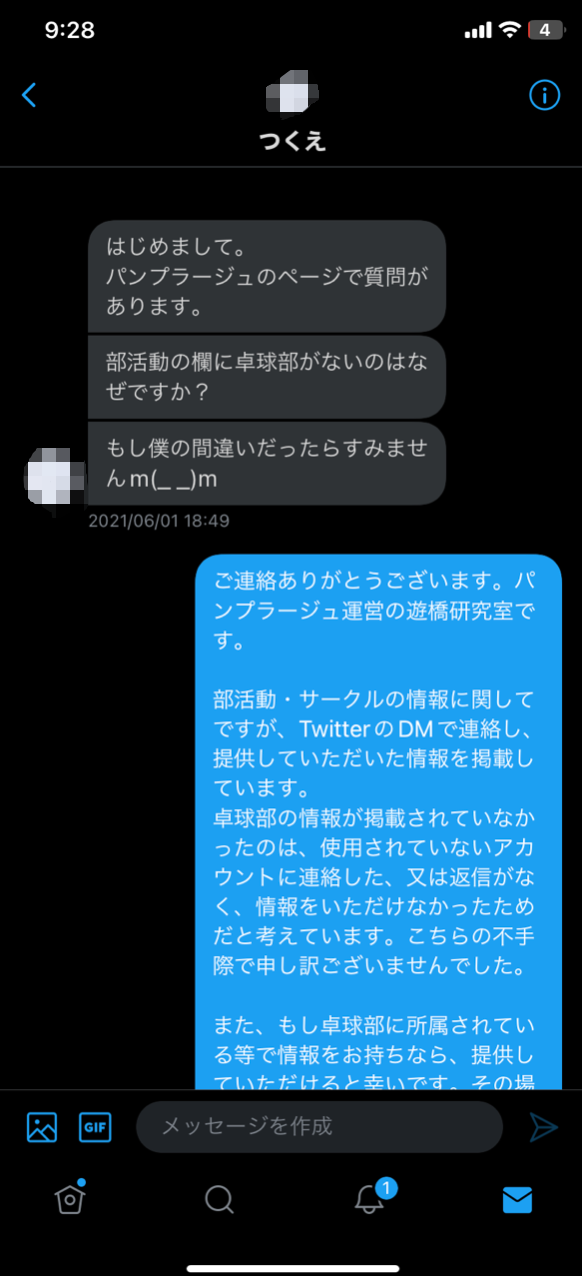 9:28
4
つくえ
はじめまして。
パンプラージュのページで質問が
あります。
部活動の欄に卓球部がないのはな
ぜですか？
もし僕の間違いだったらすみませ
んm(_ _)m
2021/06/01 18:49
ご連絡ありがとうございます。パ
ンプラージュ運営の遊橋研究室で
す。
部活動・サークルの情報に関して
ですが、TwitterのDMで連絡し、
提供していただいた情報を掲載し
ています。
卓球部の情報が掲載されていなか
ったのは、使用されていないアカ
ウントに連絡した、又は返信がな
く、情報をいただけなかったため
だと考えています。こちらの不手
際で申し訳ございませんでした。
また、もし卓球部に所属されてい
る等で情報をお持ちなら、提供し
ていただけると幸いです。その場
GIF
メッセージを作成
1